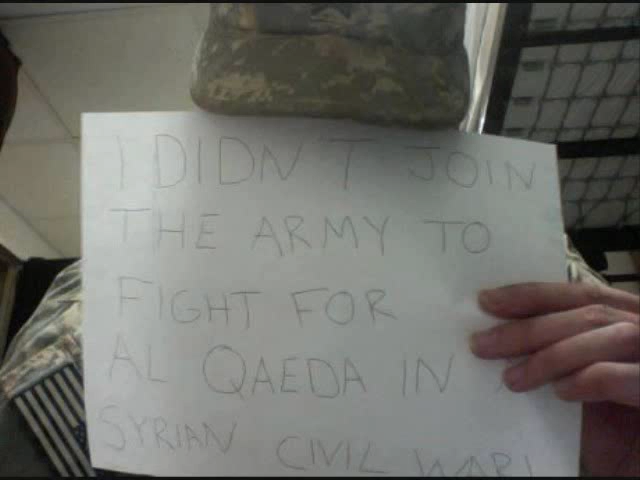 I DIDN'T JOIN
THE ARMY TO
FIGHT FOR
AL QAEDA IN A
SYRIAN CIVIL WAR!